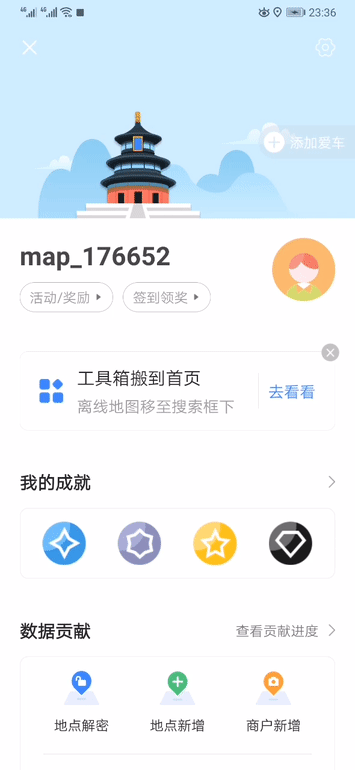 23:36
添加爱车
map_176652
活动/奖励
签到领奖
工具箱搬到首页
离线地图移至搜索框下
去看看
我的成就
数据贡献
查看贡献进度
地点解密
地点新增
商户新增